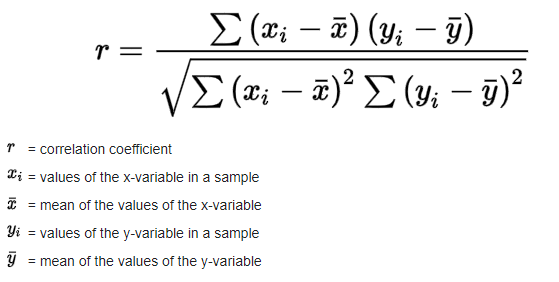 r = ∑(xᵢ − x̄)(yᵢ − ȳ) / √∑(xᵢ − x̄)² ∑(yᵢ − ȳ)²
r = correlation coefficient
xᵢ = values of the x-variable in a sample
x̄ = mean of the values of the x-variable
yᵢ = values of the y-variable in a sample
ȳ = mean of the values of the y-variable